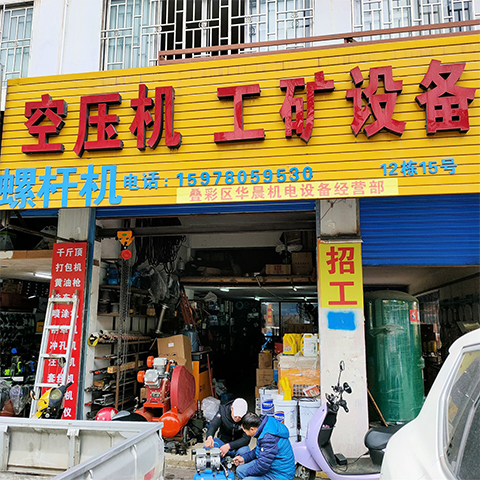 空压机 工矿设备
螺杆机 电话：15978059530 12栋15号
叠彩区华晨机电设备经营部
千斤顶
打包机
黄油枪
招工